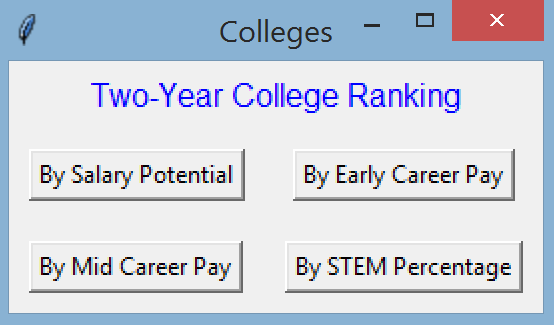 Colleges
Two-Year College Ranking
By Salary Potential
By Early Career Pay
By Mid Career Pay
By STEM Percentage